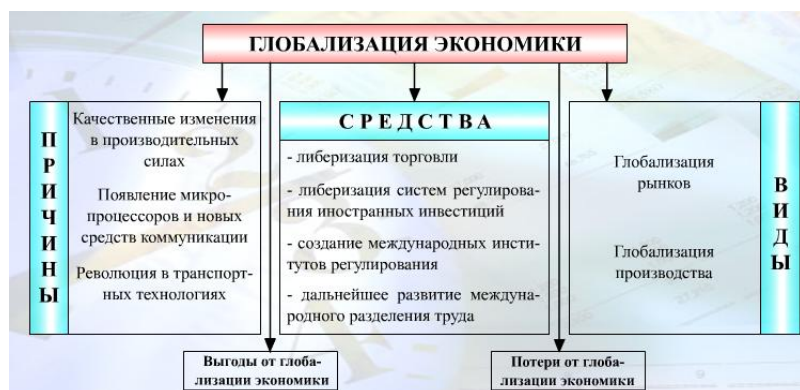 ГЛОБАЛИЗАЦИЯ ЭКОНОМИКИ
ПРИЧИНЫ
Качественные изменения
в производительных
силах
Появление микро-
процессоров и новых
средств коммуникации
Революция в транспорт-
ных технологиях
СРЕДСТВА
- либеризация торговли
- либеризация систем регулирова-
ния иностранных инвестиций
- создание международных инсти-
тутов регулирования
- дальнейшее развитие междуна-
родного разделения труда
Глобализация
рынков
Глобализация
производства
ВИДЫ
Выгоды от глоба-
лизации экономики
Потери от глоба-
лизации экономики